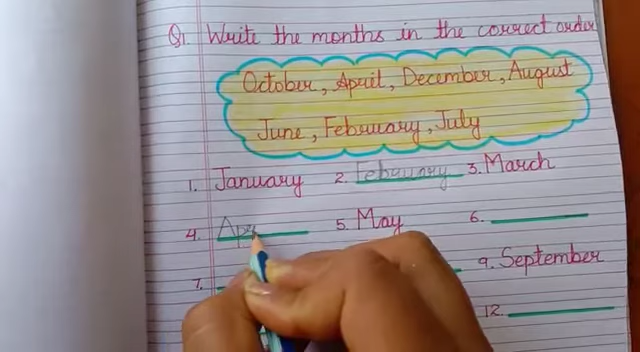 Q1. Write the months in the correct order
October, April, December, August
June, February, July
1. January 2. February 3. March
4. Apr 5. May 6.
7. 9. September
12.